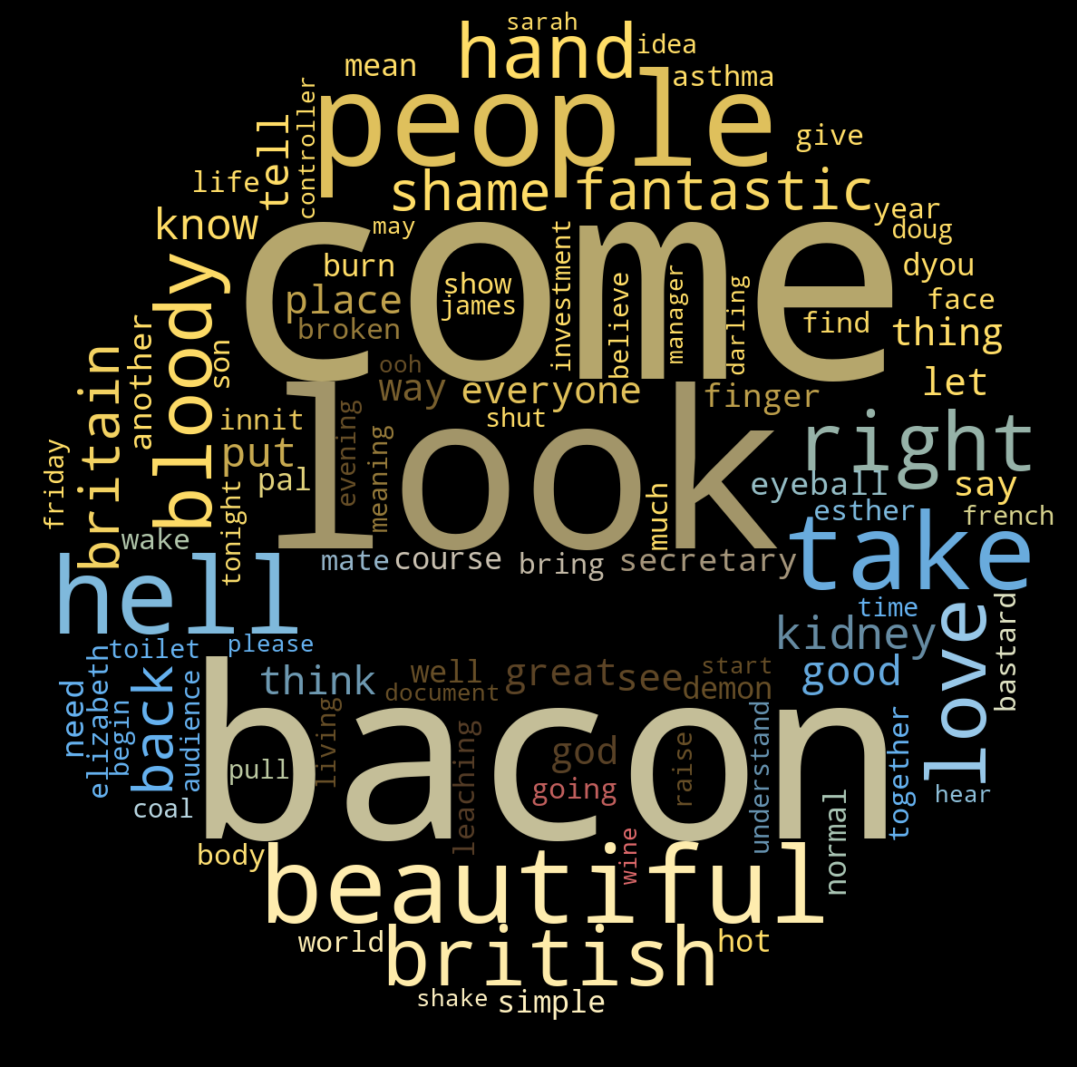 sarah
hand
idea
mean
asthma
people
controller
give
tell
life
shame
fantastic
know
may
year
doug
come
burn
show
investment
dyou
place
james
believe
manager
darling
face
broken
find
thing
bloody
another
son
britain
ooh
way
everyone
finger
let
look
evening
shut
innit
right
put
meaning
pal
eyeball
say
friday
tonight
much
esther
french
wake
take
mate
course
bring
secretary
hell
time
love
bastard
kidney
toilet
please
need
elizabeth
begin
back
audience
think
well
document
great
see
start
demon
good
bacon
living
leaching
god
raise
understand
together
pull
going
hear
coal
normal
wine
body
beautiful
world
british
hot
shake
simple